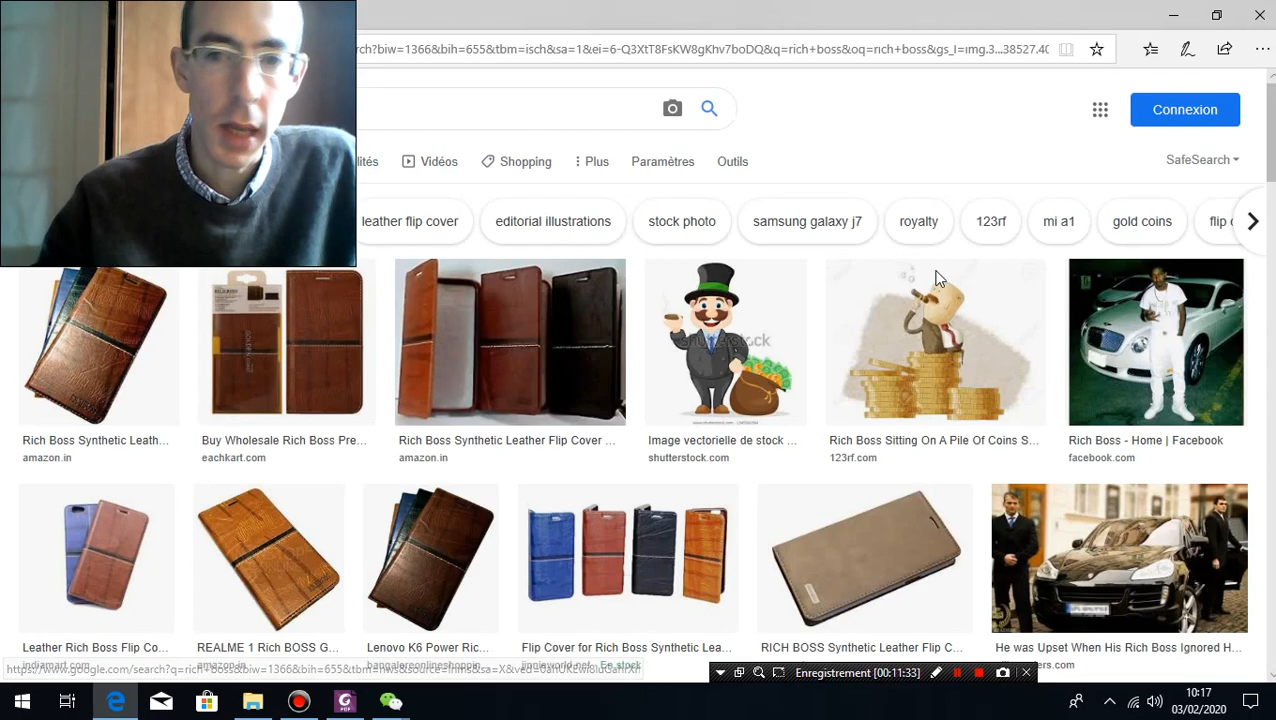 rch?biw=1366&bih=655&tbm=isch&sa=1&ei=6-Q3XtT8FsKW8gKhv7boDQ&q=rich+boss&oq=rich+boss&gs_l=img.3...38527.40
Connexion
lités Vidéos Shopping Plus Paramètres Outils
SafeSearch
leather flip cover editorial illustrations stock photo samsung galaxy j7 royalty 123rf mi a1 gold coins flip c
shutterstock
Rich Boss Synthetic Leath... Buy Wholesale Rich Boss Pre... Rich Boss Synthetic Leather Flip Cover ... Image vectorielle de stock ... Rich Boss Sitting On A Pile Of Coins S... Rich Boss - Home | Facebook
amazon.in eachkart.com amazon.in shutterstock.com 123rf.com facebook.com
Leather Rich Boss Flip Co... REALME 1 Rich BOSS G... Lenovo K6 Power Ric... Flip Cover for Rich Boss Synthetic Lea... RICH BOSS Synthetic Leather Flip C... He was Upset When His Rich Boss Ignored H...
Enregistrement [00:11:33]
10:17
03/02/2020